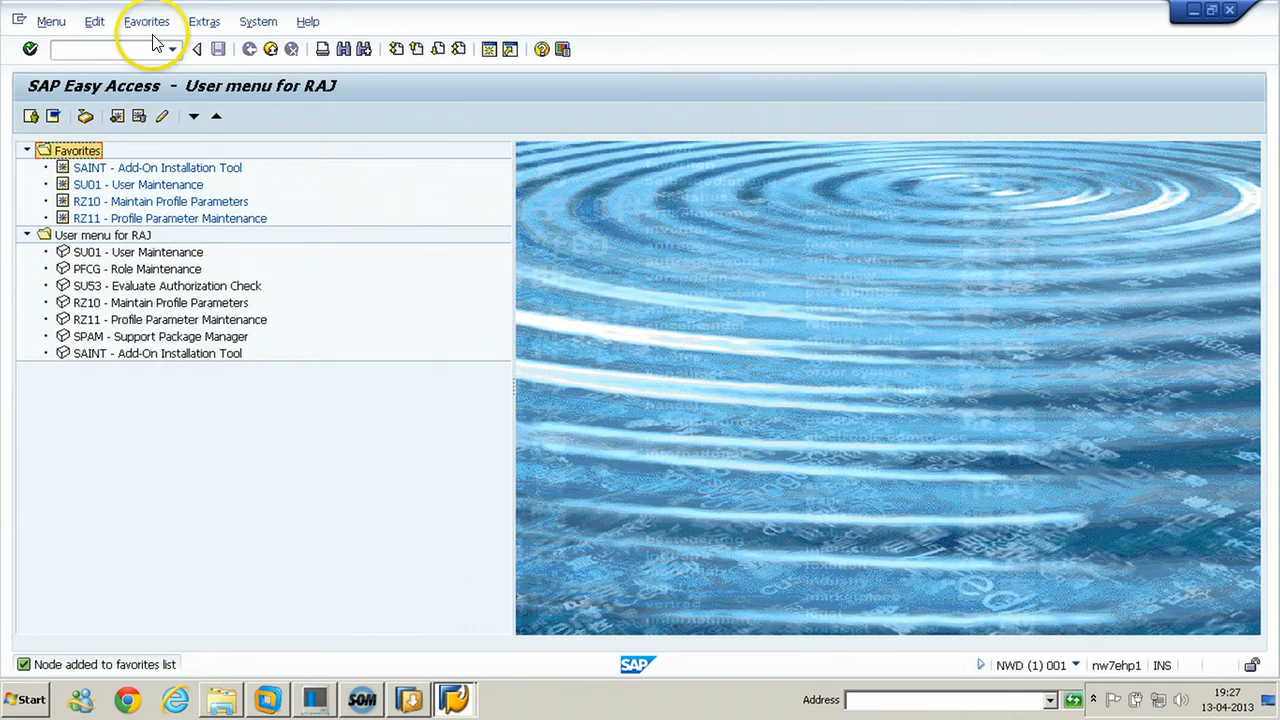 Menu Edit Favorites Extras System Help
SAP Easy Access - User menu for RAJ
Favorites
SAINT - Add-On Installation Tool
SU01 - User Maintenance
RZ10 - Maintain Profile Parameters
RZ11 - Profile Parameter Maintenance
User menu for RAJ
SU01 - User Maintenance
PFCG - Role Maintenance
SU53 - Evaluate Authorization Check
RZ10 - Maintain Profile Parameters
RZ11 - Profile Parameter Maintenance
SPAM - Support Package Manager
SAINT - Add-On Installation Tool
Node added to favorites list
SAP
NWD (1) 001 nw7ehp1 INS
Start
SOM
Address
19:27
13-04-2013